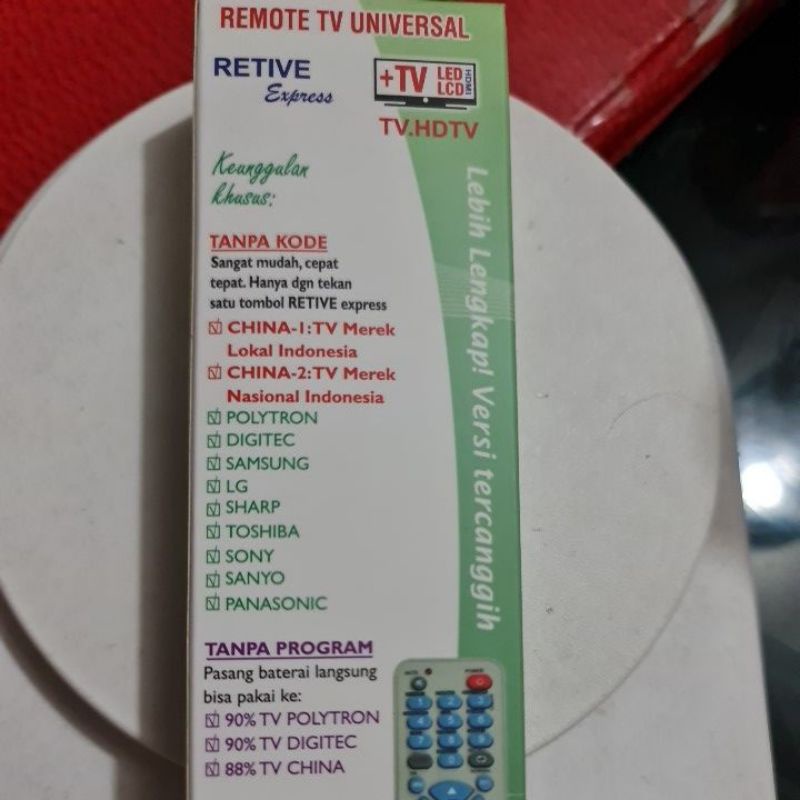 REMOTE TV UNIVERSAL
RETIVE
Express
+TV LED LCD HDMI
TV.HDTV
Keunggulan
khusus:
TANPA KODE
Sangat mudah, cepat
tepat. Hanya dgn tekan
satu tombol RETIVE express
CHINA-1:TV Merek
Lokal Indonesia
CHINA-2:TV Merek
Nasional Indonesia
POLYTRON
DIGITEC
SAMSUNG
LG
SHARP
TOSHIBA
SONY
SANYO
PANASONIC
Lebih Lengkap! Versi tercanggih
TANPA PROGRAM
Pasang baterai langsung
bisa pakai ke:
90% TV POLYTRON
90% TV DIGITEC
88% TV CHINA
POWER